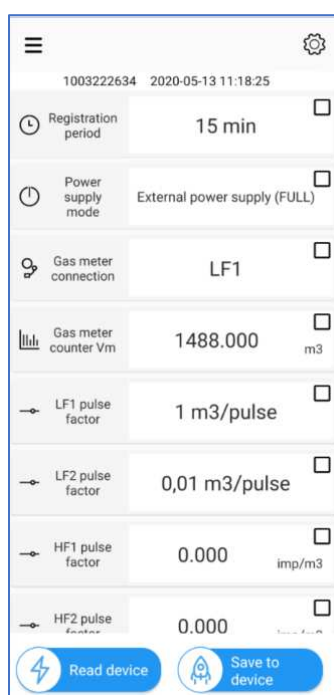 1003222634 2020-05-13 11:18:25
Registration
period
15 min
Power
supply
mode
External power supply (FULL)
Gas meter
connection
LF1
Gas meter
counter Vm
1488.000
m3
LF1 pulse
factor
1 m3/pulse
LF2 pulse
factor
0,01 m3/pulse
HF1 pulse
factor
0.000
imp/m3
HF2 pulse
factor
0.000
Read device
Save to
device